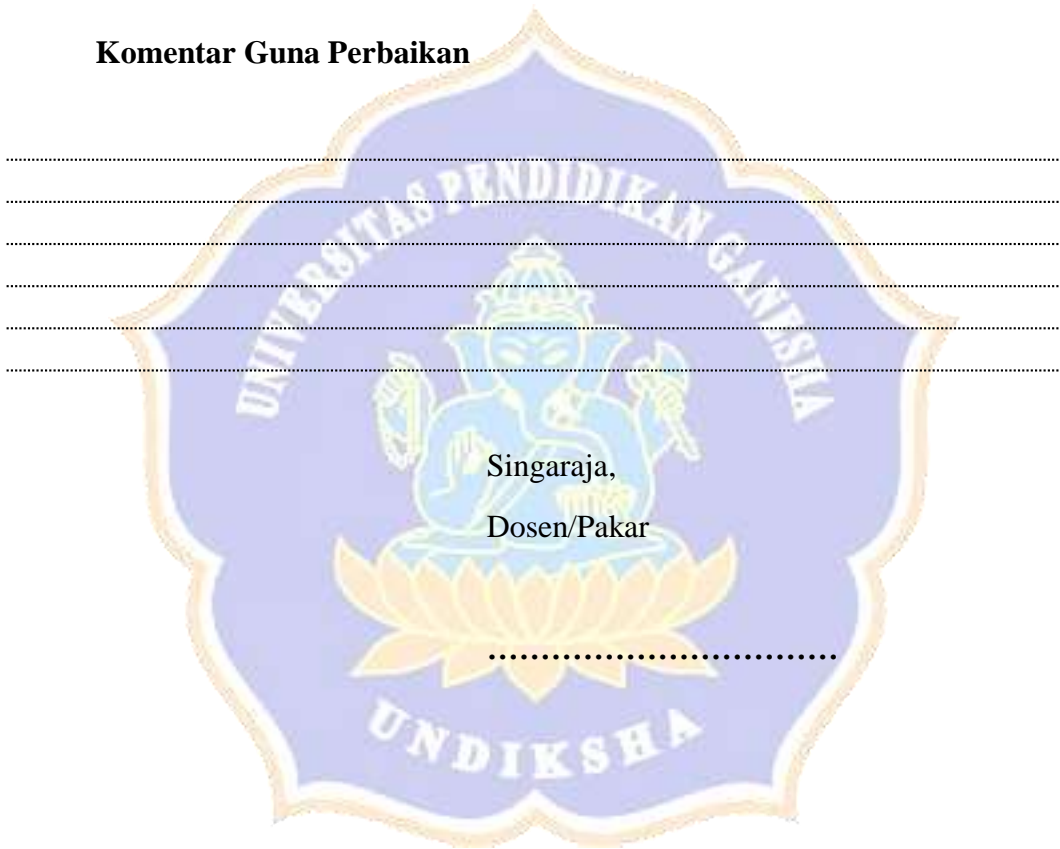 Komentar Guna Perbaikan
................................................................................
................................................................................
................................................................................
................................................................................
................................................................................
................................................................................
UNIVERSITAS PENDIDIKAN GANESHA
Singaraja,
Dosen/Pakar
.................................
UNDIKSHA